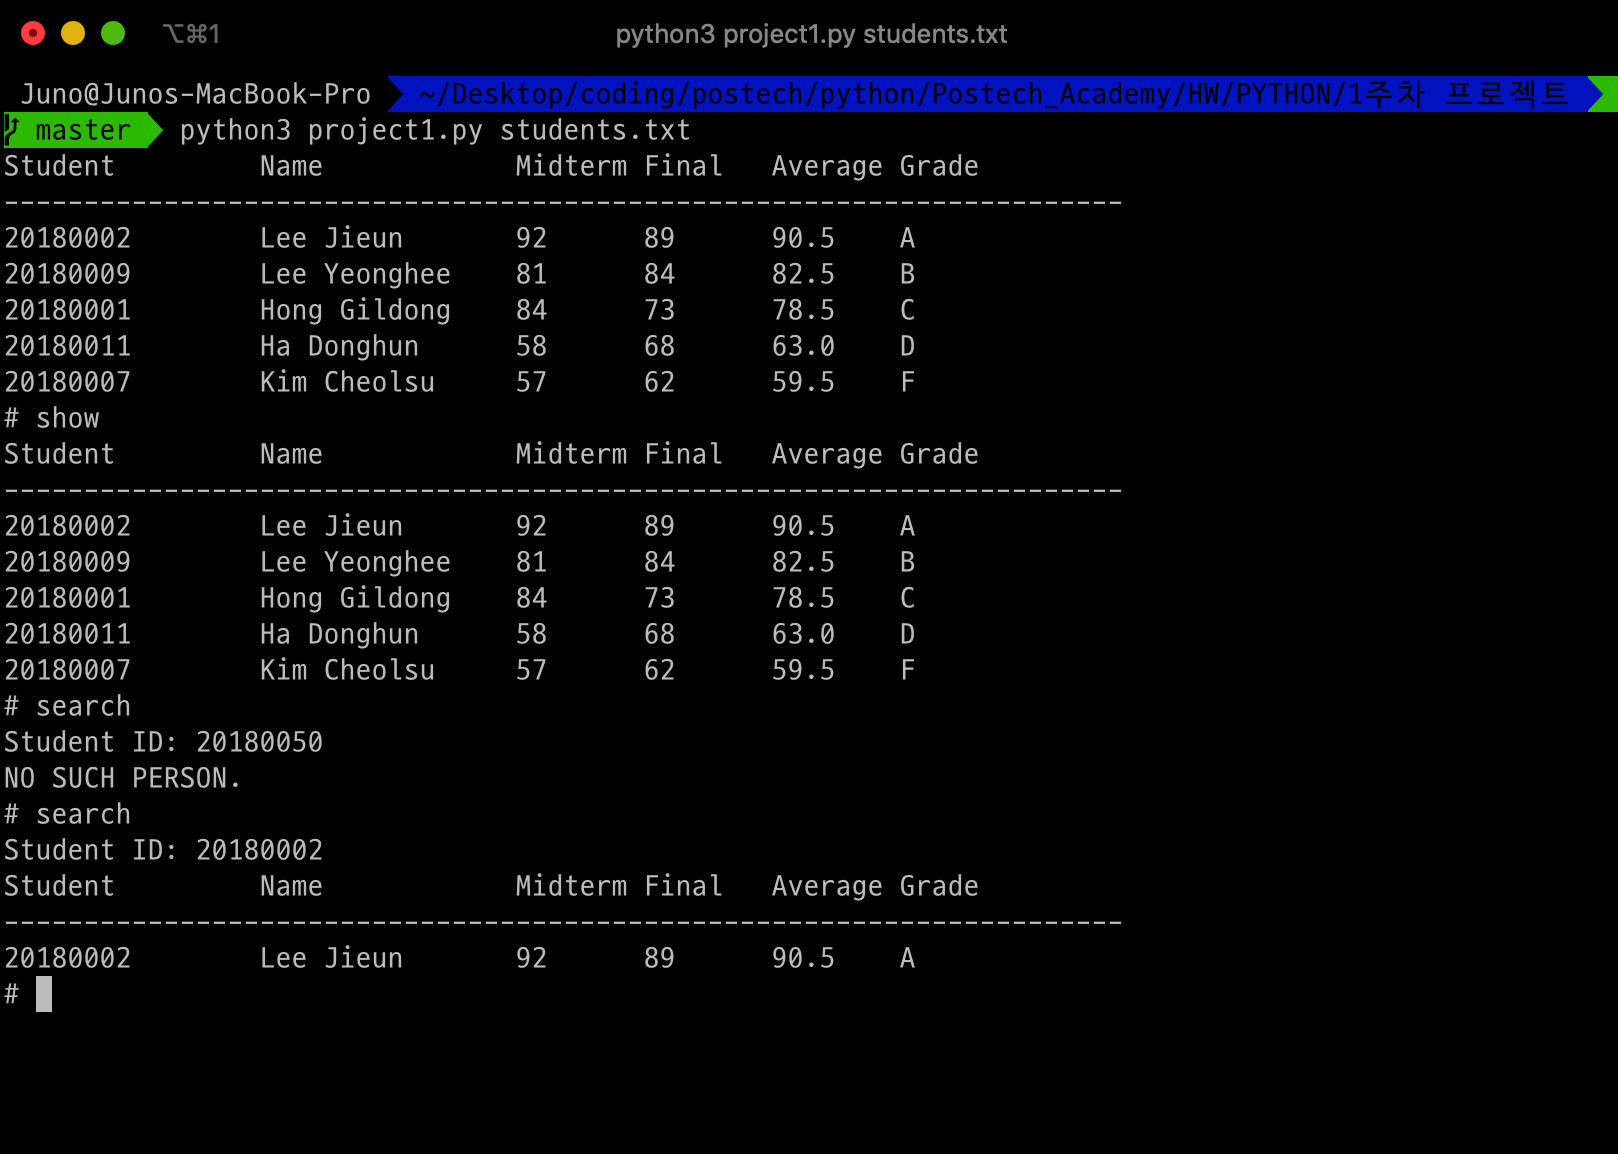 ⌥⌘1 python3 project1.py students.txt
Juno@Junos-MacBook-Pro ~/Desktop/coding/postech/python/Postech_Academy/HW/PYTHON/1주차 프로젝트
master python3 project1.py students.txt
Student Name Midterm Final Average Grade
----------------------------------------------------------------------
20180002 Lee Jieun 92 89 90.5 A
20180009 Lee Yeonghee 81 84 82.5 B
20180001 Hong Gildong 84 73 78.5 C
20180011 Ha Donghun 58 68 63.0 D
20180007 Kim Cheolsu 57 62 59.5 F
# show
Student Name Midterm Final Average Grade
----------------------------------------------------------------------
20180002 Lee Jieun 92 89 90.5 A
20180009 Lee Yeonghee 81 84 82.5 B
20180001 Hong Gildong 84 73 78.5 C
20180011 Ha Donghun 58 68 63.0 D
20180007 Kim Cheolsu 57 62 59.5 F
# search
Student ID: 20180050
NO SUCH PERSON.
# search
Student ID: 20180002
Student Name Midterm Final Average Grade
----------------------------------------------------------------------
20180002 Lee Jieun 92 89 90.5 A
#